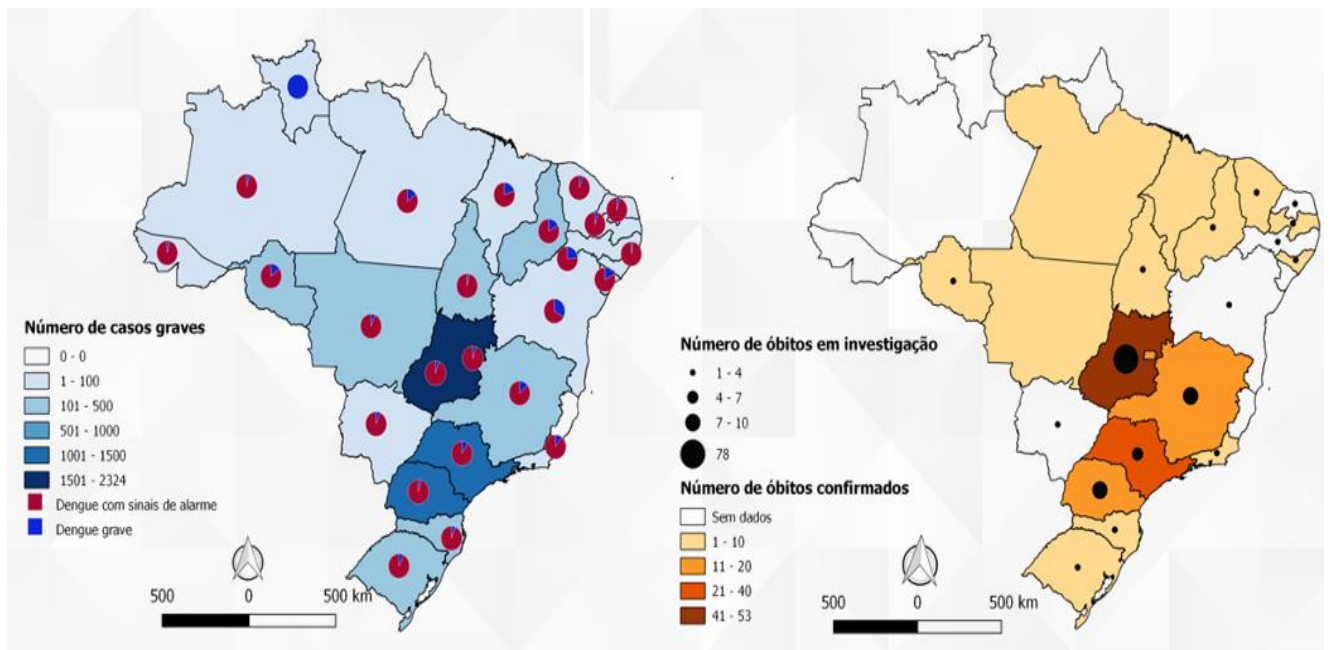 Número de casos graves
0 - 0
1 - 100
101 - 500
501 - 1000
1001 - 1500
1501 - 2324
Dengue com sinais de alarme
Dengue grave
500 0 500 km
Número de óbitos em investigação
1 - 4
4 - 7
7 - 10
78
Número de óbitos confirmados
Sem dados
1 - 10
11 - 20
21 - 40
41 - 53
500 0 500 km